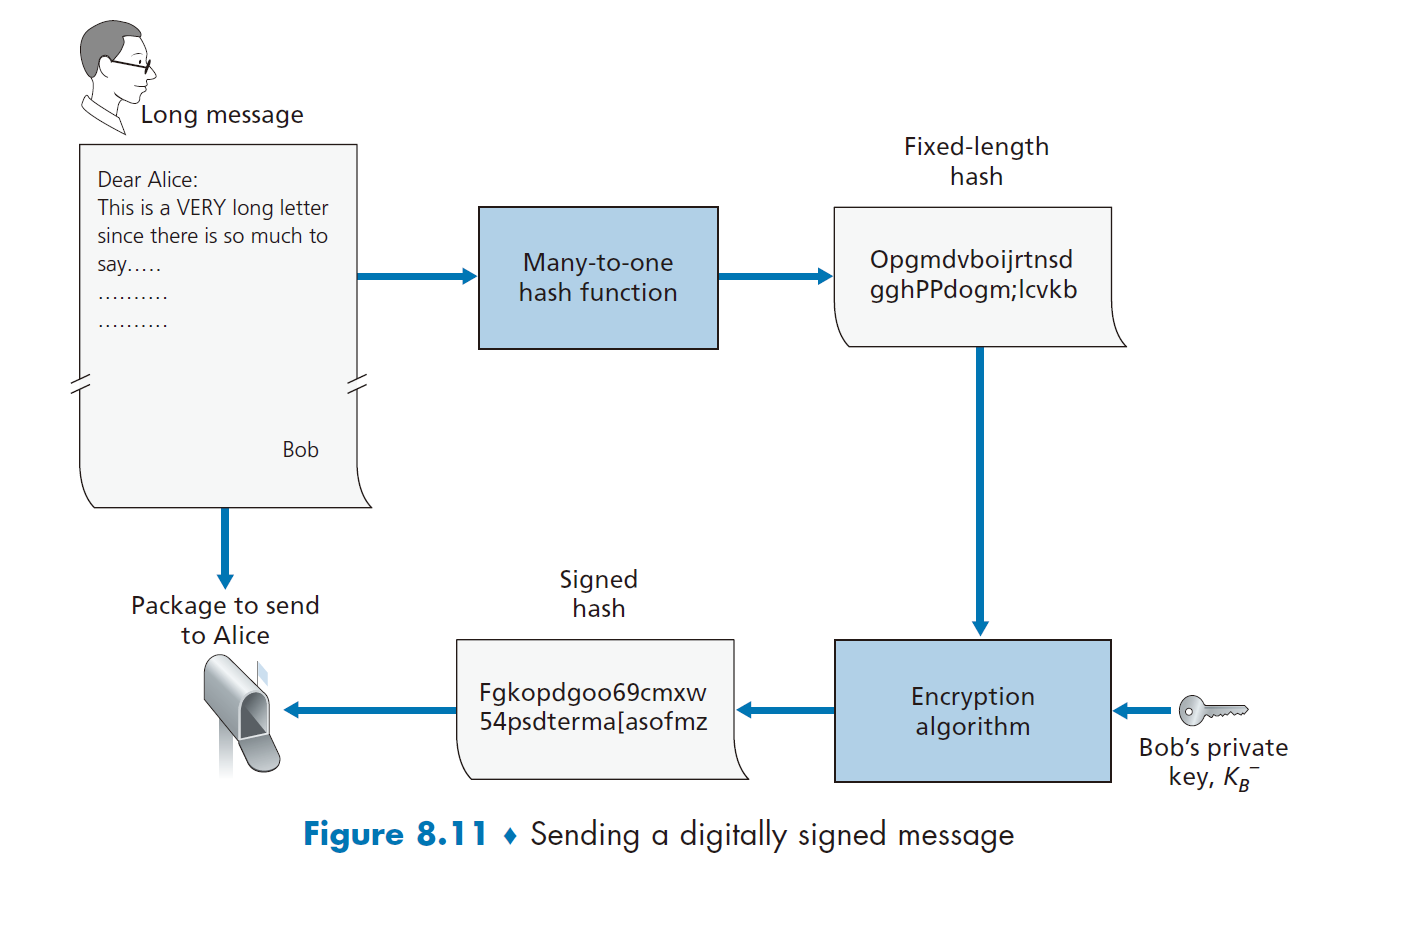 Long message
Dear Alice:
This is a VERY long letter
since there is so much to
say.....
..........
..........
Bob
Many-to-one
hash function
Fixed-length
hash
Opgmdvboijrtnsd
gghPPdogm;lcvkb
Package to send
to Alice
Signed
hash
Fgkopdgoo69cmxw
54psdterma[asofmz
Encryption
algorithm
Bob’s private
key, K_B^−
Figure 8.11 ♦ Sending a digitally signed message